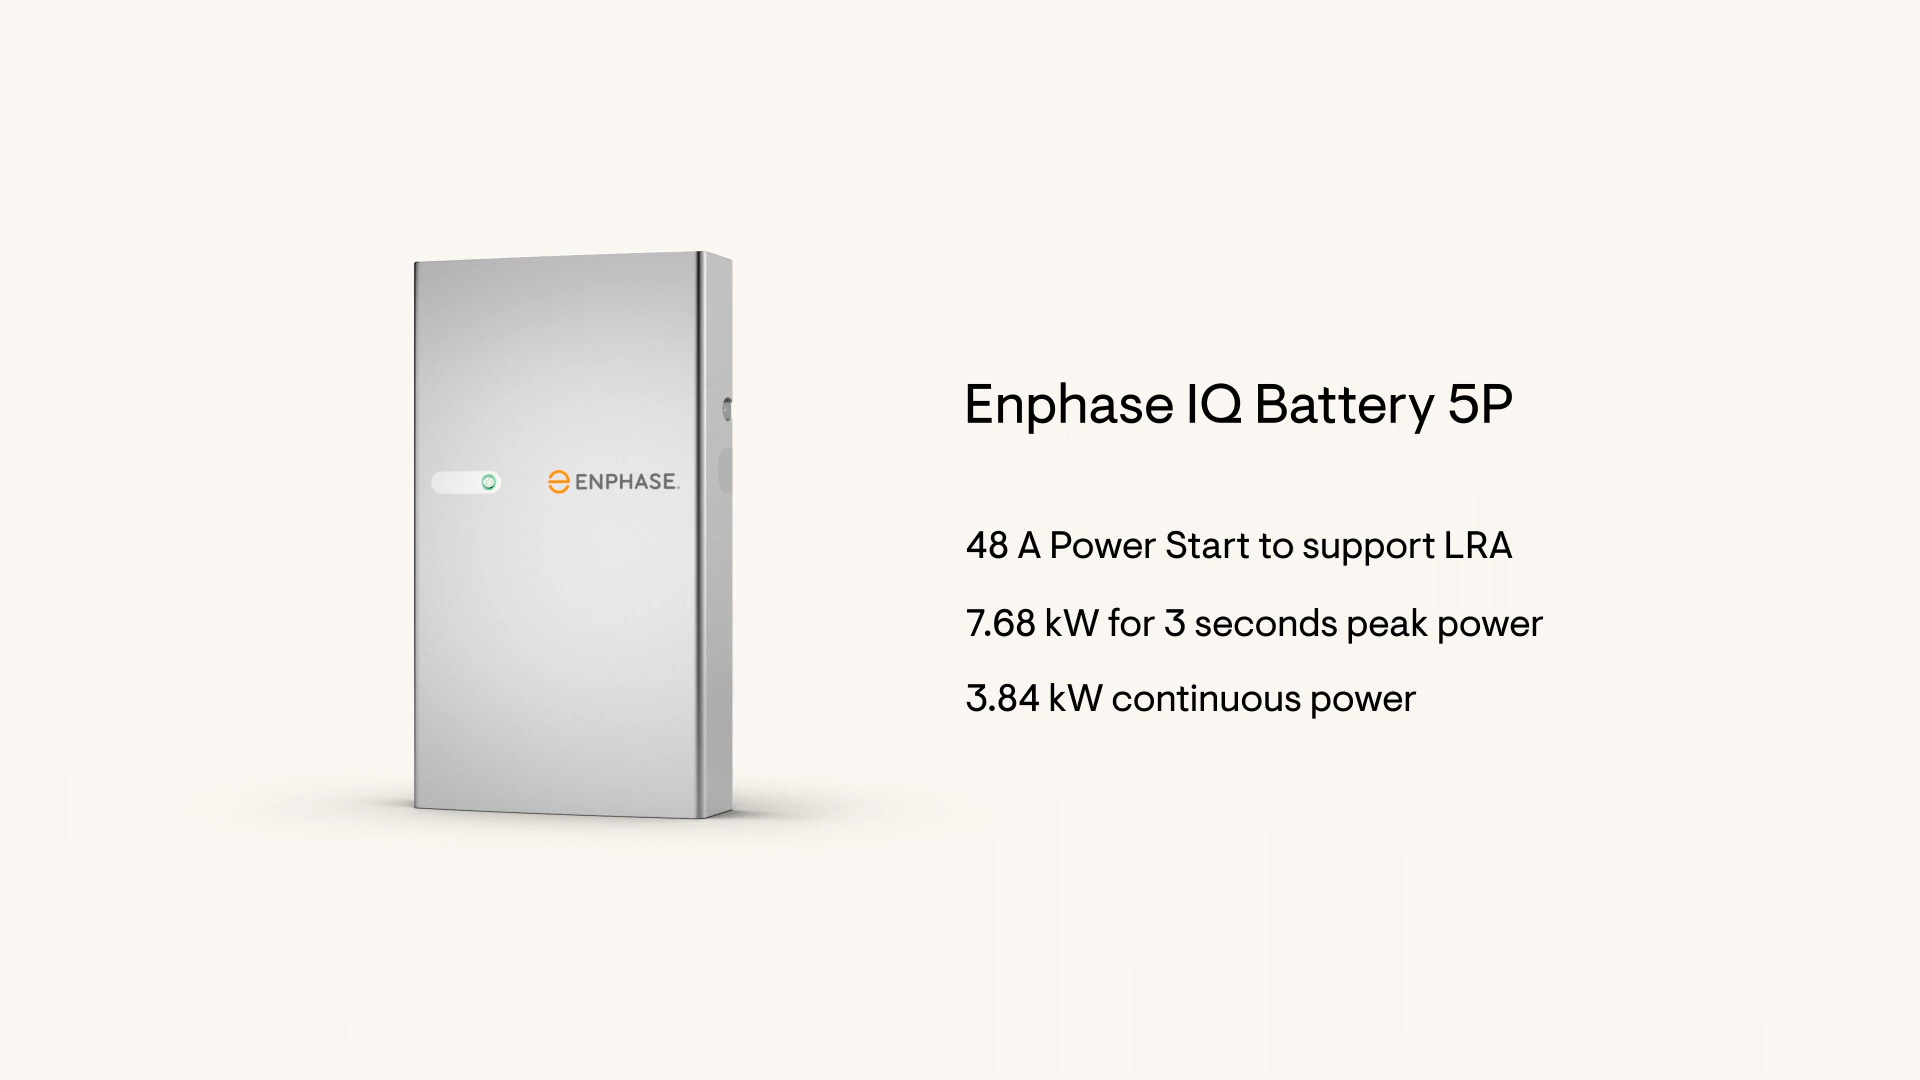 ENPHASE.
Enphase IQ Battery 5P
48 A Power Start to support LRA
7.68 kW for 3 seconds peak power
3.84 kW continuous power